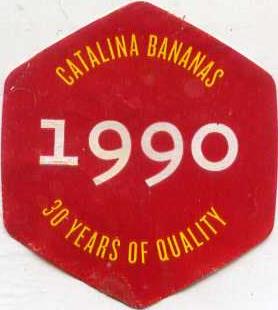 CATALINA BANANAS
1990
30 YEARS OF QUALITY